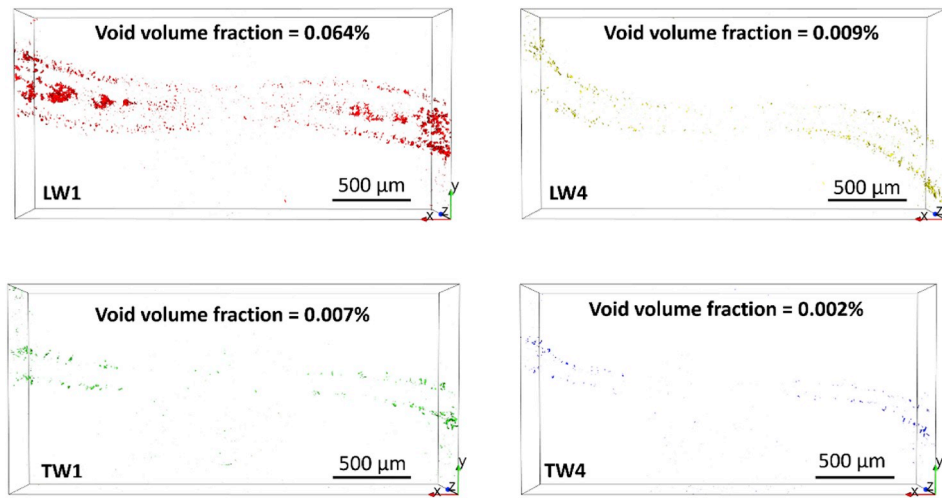 Void volume fraction = 0.064%
LW1
500 μm
y
x
z
Void volume fraction = 0.009%
LW4
500 μm
y
x
z
Void volume fraction = 0.007%
TW1
500 μm
y
x
z
Void volume fraction = 0.002%
TW4
500 μm
y
x
z